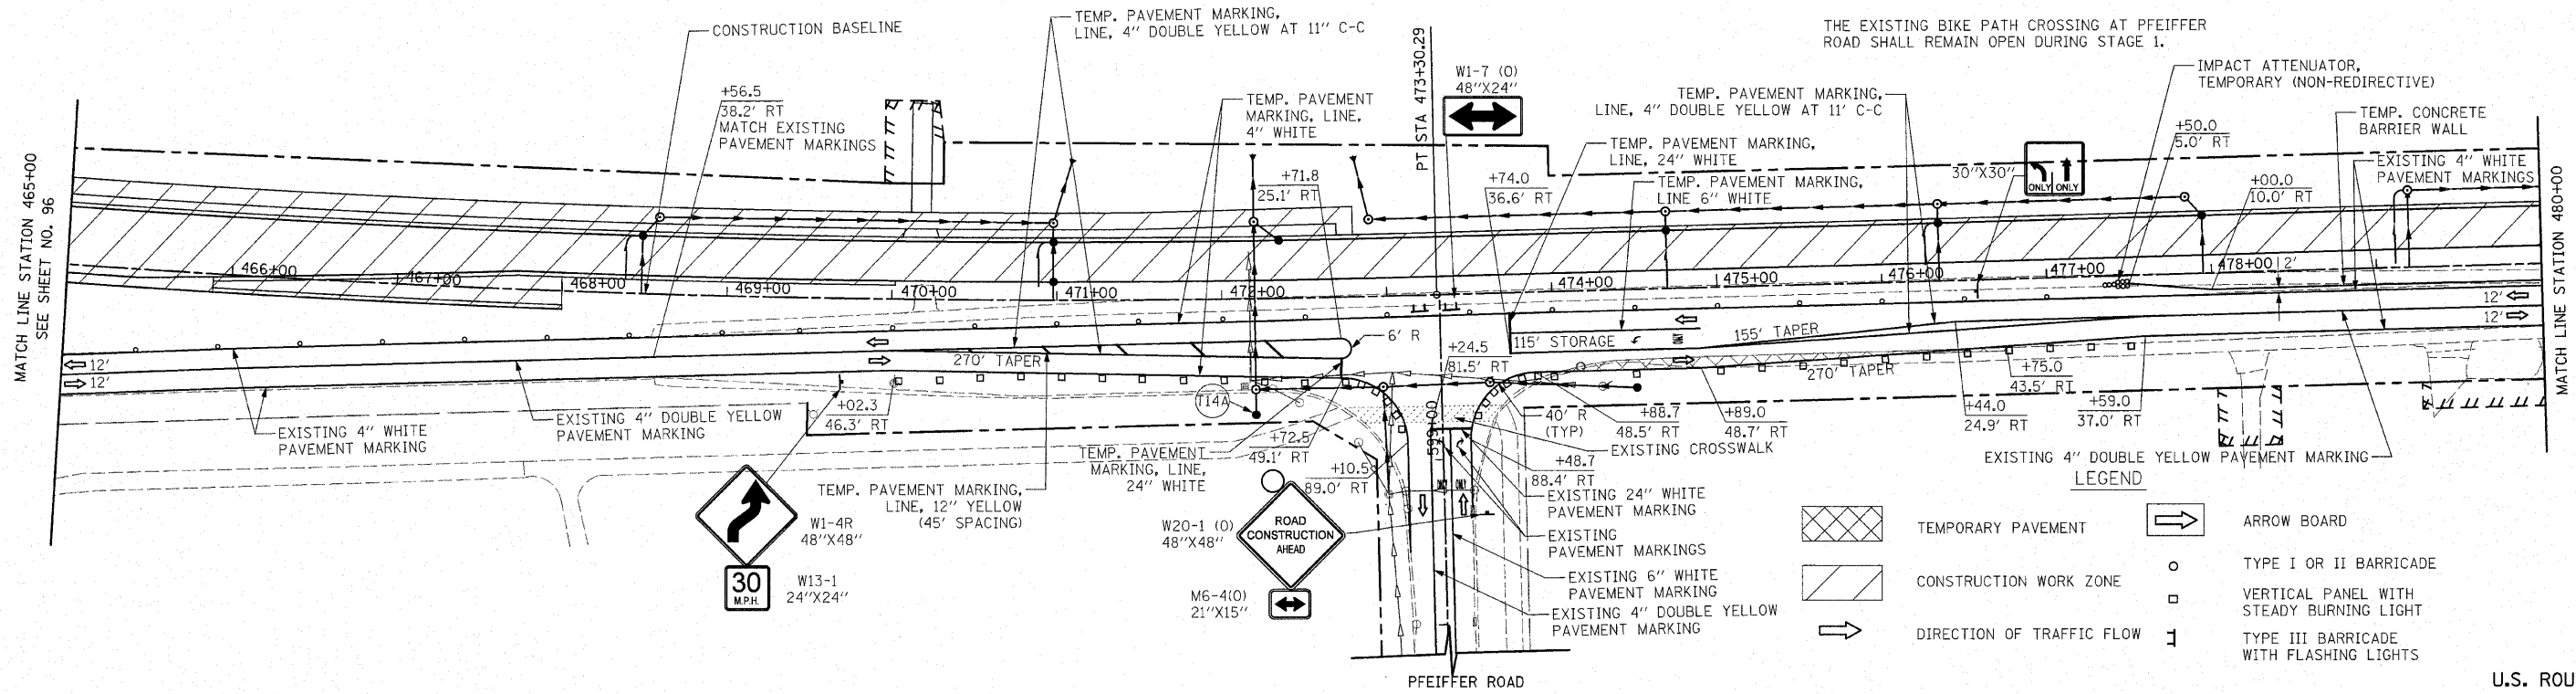 CONSTRUCTION BASELINE
TEMP. PAVEMENT MARKING,
LINE, 4" DOUBLE YELLOW AT 11" C-C
PT STA 473+30.29
W1-7 (O)
48"X24"
THE EXISTING BIKE PATH CROSSING AT PFEIFFER
ROAD SHALL REMAIN OPEN DURING STAGE 1.
IMPACT ATTENUATOR,
TEMPORARY (NON-REDIRECTIVE)
+56.5
38.2' RT
MATCH EXISTING
PAVEMENT MARKINGS
TEMP. PAVEMENT
MARKING, LINE,
4" WHITE
TEMP. PAVEMENT MARKING,
LINE, 4" DOUBLE YELLOW AT 11' C-C
TEMP. CONCRETE
BARRIER WALL
+50.0
5.0' RT
TEMP. PAVEMENT MARKING,
LINE, 24" WHITE
EXISTING 4" WHITE
PAVEMENT MARKINGS
+71.8
25.1' RT
+74.0
36.6' RT
TEMP. PAVEMENT MARKING,
LINE 6" WHITE
30"X30"
ONLY ONLY
+00.0
10.0' RT
MATCH LINE STATION 465+00
SEE SHEET NO. 96
MATCH LINE STATION 480+00
466+00
467+00
468+00
469+00
470+00
471+00
472+00
474+00
475+00
476+00
477+00
478+00
2'
12'
12'
12'
12'
270' TAPER
6' R
115' STORAGE
155' TAPER
270' TAPER
+24.5
81.5' RT
+75.0
43.5' RT
+02.3
46.3' RT
T14A
EXISTING 4" WHITE
PAVEMENT MARKING
EXISTING 4" DOUBLE YELLOW
PAVEMENT MARKING
599+00
40' R
(TYP)
+88.7
48.5' RT
+89.0
48.7' RT
+44.0
24.9' RT
+59.0
37.0' RT
+72.5
49.1' RT
TEMP. PAVEMENT
MARKING, LINE,
24" WHITE
+10.5
89.0' RT
EXISTING CROSSWALK
+48.7
88.4' RT
EXISTING 4" DOUBLE YELLOW PAVEMENT MARKING
TEMP. PAVEMENT MARKING,
LINE, 12" YELLOW
(45' SPACING)
W1-4R
48"X48"
30
M.P.H.
W13-1
24"X24"
W20-1 (O)
48"X48"
ROAD
CONSTRUCTION
AHEAD
M6-4(O)
21"X15"
EXISTING 24" WHITE
PAVEMENT MARKING
EXISTING
PAVEMENT MARKINGS
EXISTING 6" WHITE
PAVEMENT MARKING
EXISTING 4" DOUBLE YELLOW
PAVEMENT MARKING
PFEIFFER ROAD
LEGEND
TEMPORARY PAVEMENT
CONSTRUCTION WORK ZONE
DIRECTION OF TRAFFIC FLOW
ARROW BOARD
TYPE I OR II BARRICADE
VERTICAL PANEL WITH
STEADY BURNING LIGHT
TYPE III BARRICADE
WITH FLASHING LIGHTS
U.S. ROU